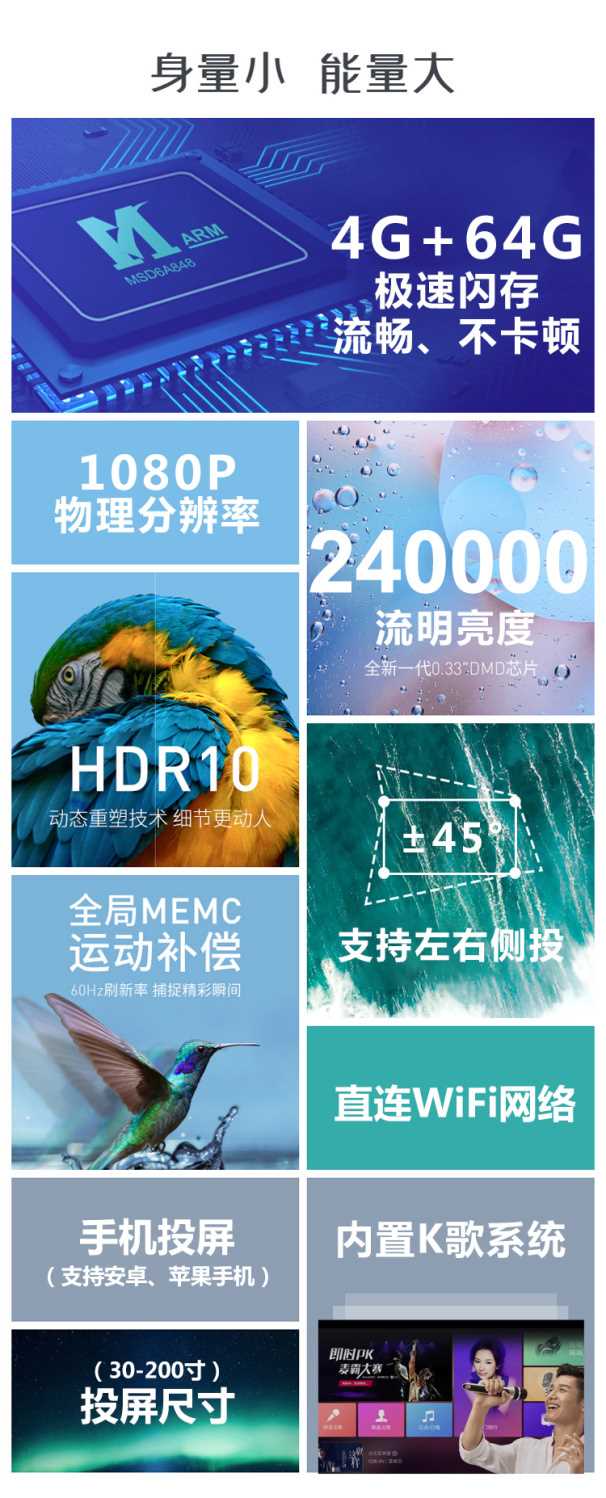 身量小 能量大
ARM
MSD6A848
4G+64G
极速闪存
流畅、不卡顿
1080P
物理分辨率
240000
流明亮度
全新一代0.33"DMD芯片
HDR10
动态重塑技术 细节更动人
±45°
支持左右侧投
全局MEMC
运动补偿
60Hz刷新率 捕捉精彩瞬间
直连WiFi网络
手机投屏
(支持安卓、苹果手机)
内置K歌系统
即时PK
麦霸大赛
(30-200寸)
投屏尺寸